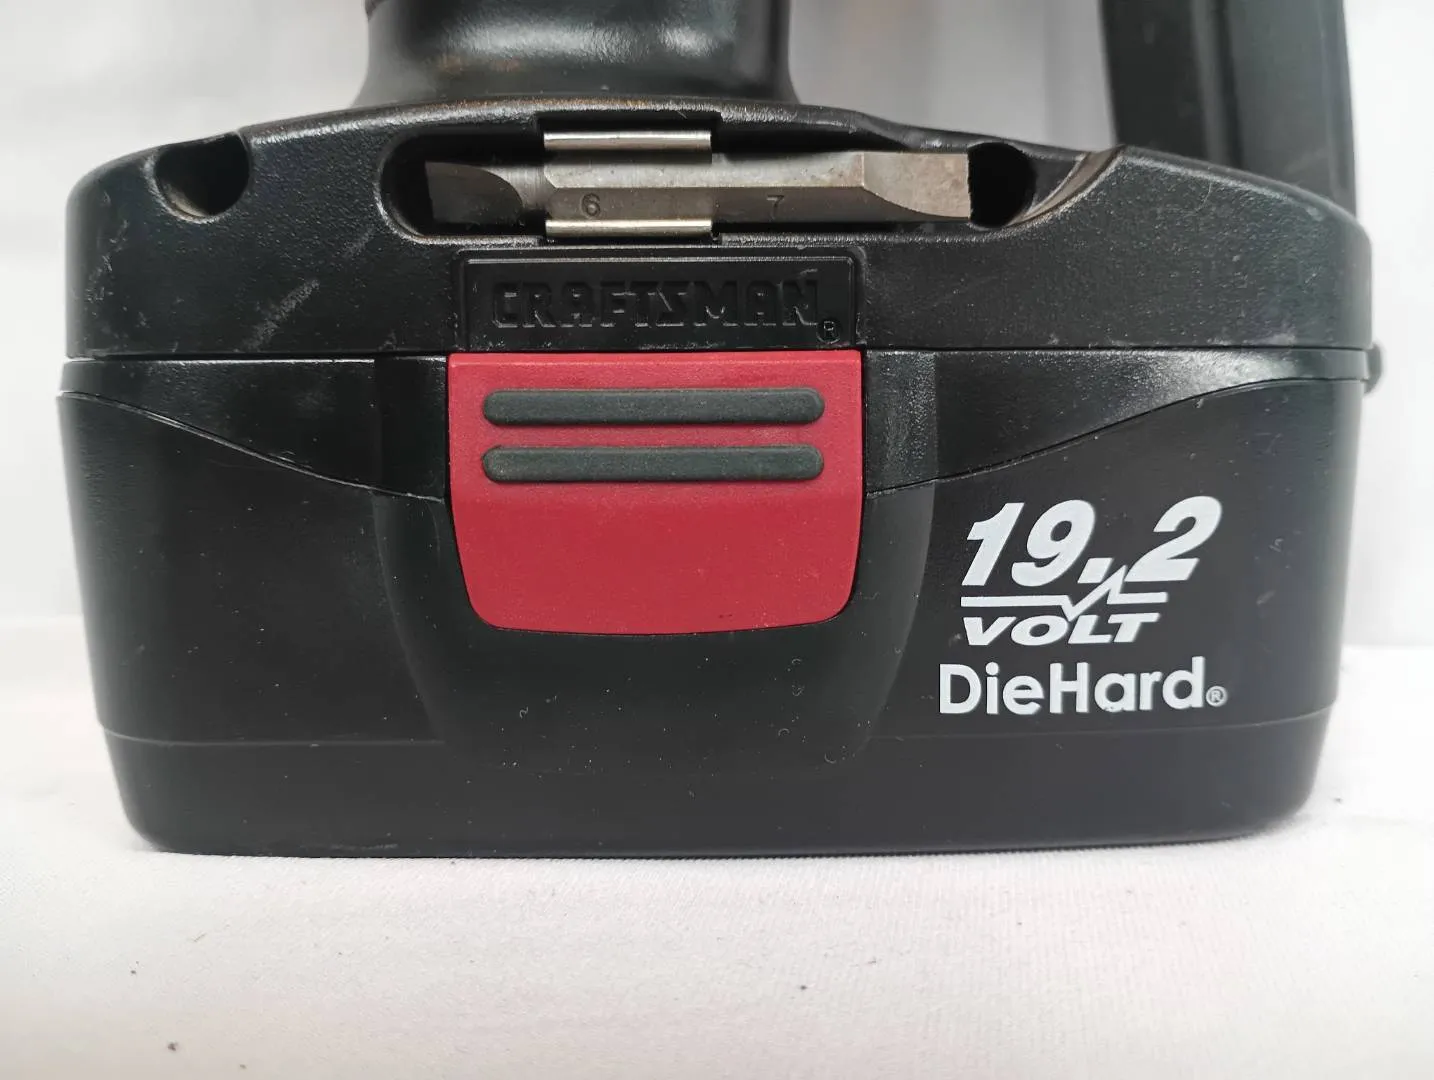 6 7
CRAFTSMAN®
19.2
VOLT
DieHard®